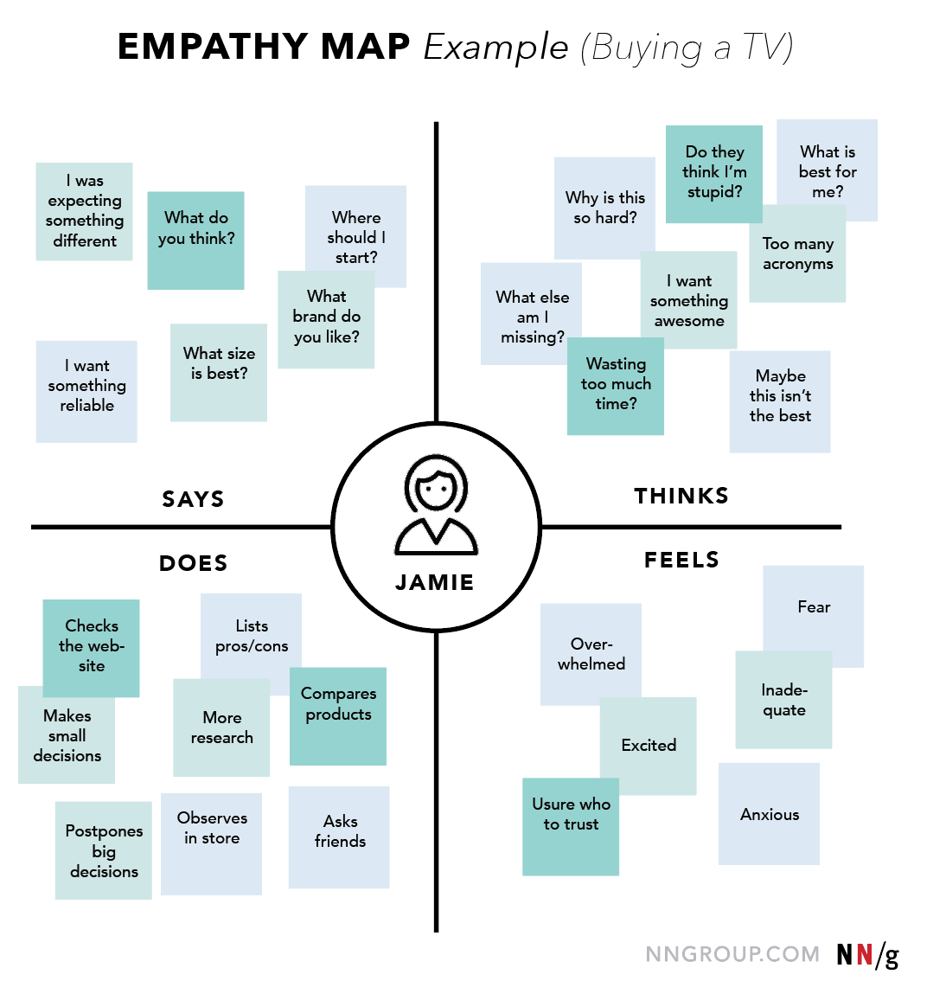 EMPATHY MAP Example (Buying a TV)
I was
expecting
something
different
What do
you think?
Where
should I
start?
What
brand do
you like?
What size
is best?
I want
something
reliable
SAYS
Why is this
so hard?
Do they
think I'm
stupid?
What is
best for
me?
Too many
acronyms
I want
something
awesome
What else
am I
missing?
Wasting
too much
time?
Maybe
this isn't
the best
THINKS
JAMIE
DOES
Checks
the web-
site
Lists
pros/cons
Makes
small
decisions
More
research
Compares
products
Postpones
big
decisions
Observes
in store
Asks
friends
FEELS
Over-
whelmed
Fear
Inade-
quate
Excited
Usure who
to trust
Anxious
NNGROUP.COM NN/g